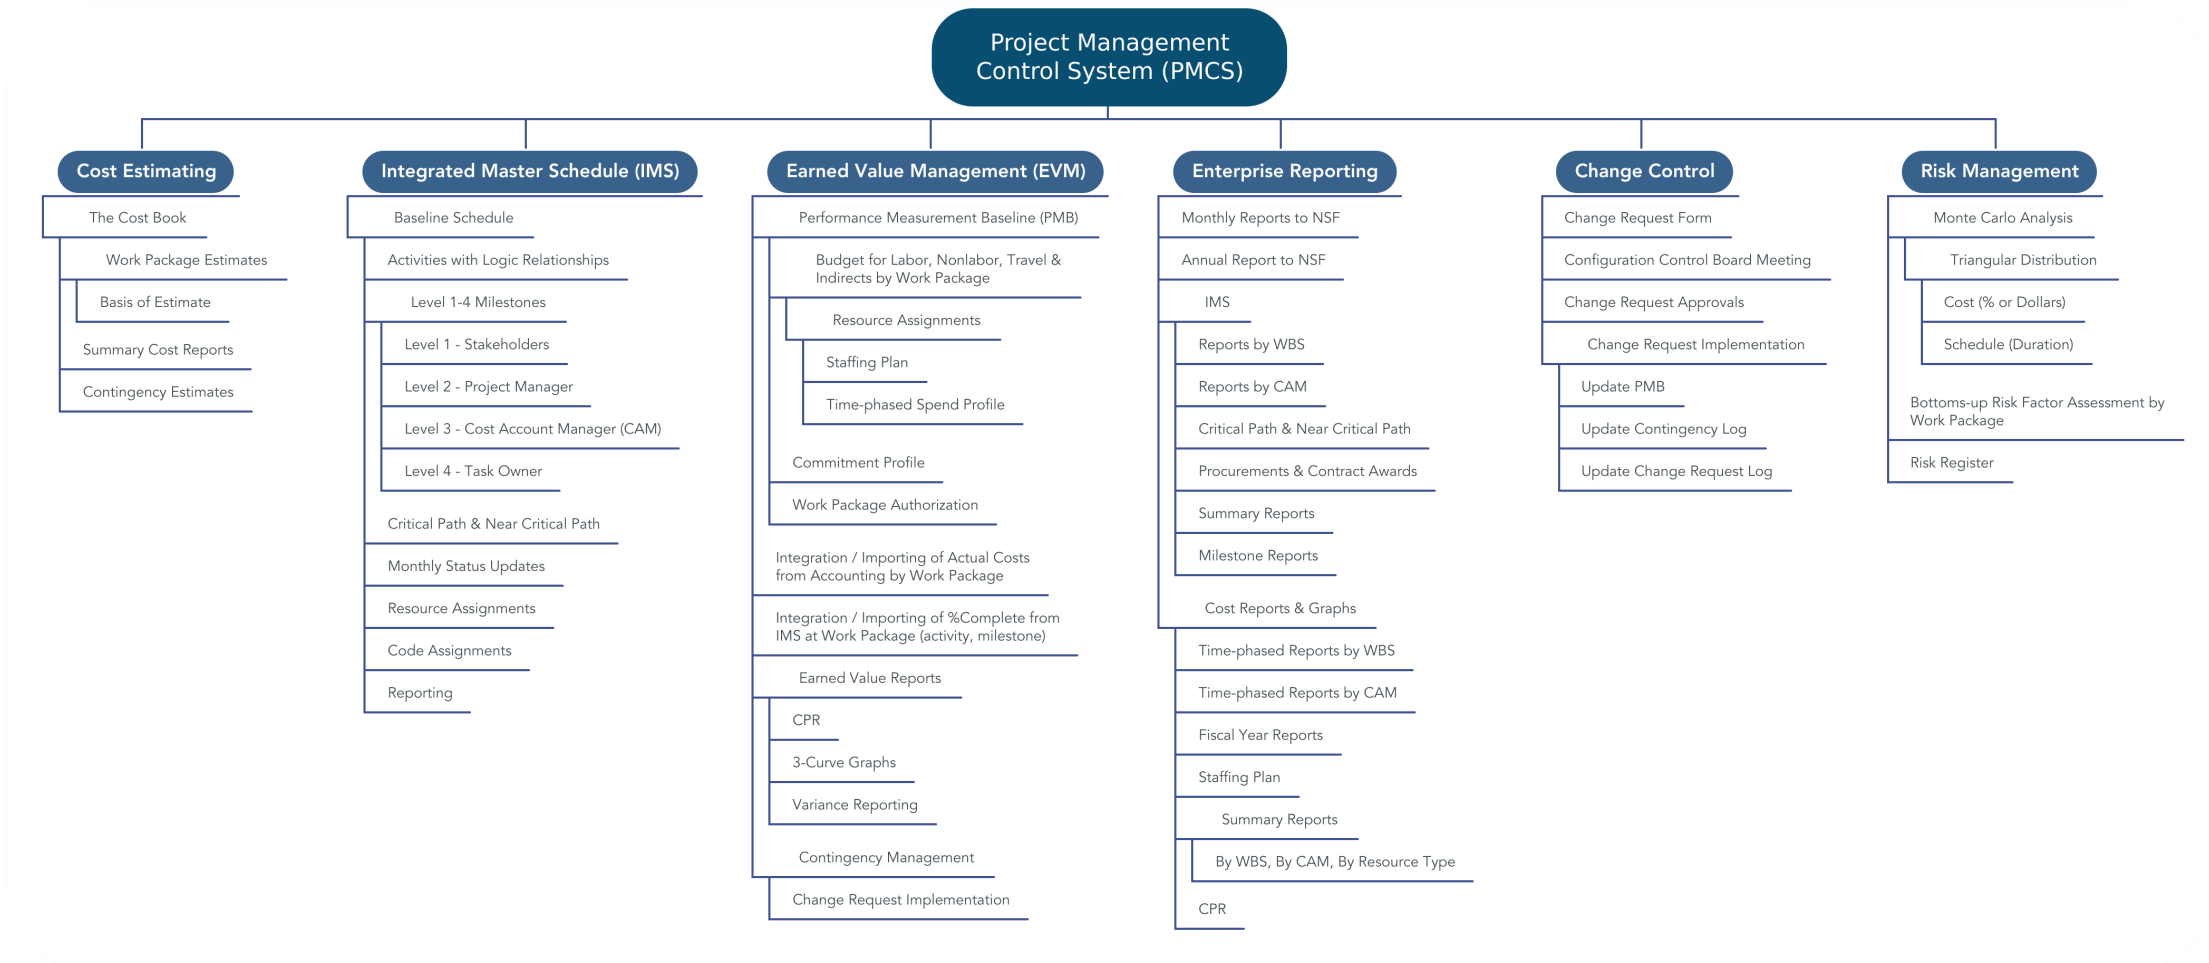 Project Management
Control System (PMCS)
Cost Estimating
The Cost Book
Work Package Estimates
Basis of Estimate
Summary Cost Reports
Contingency Estimates
Integrated Master Schedule (IMS)
Baseline Schedule
Activities with Logic Relationships
Level 1-4 Milestones
Level 1 - Stakeholders
Level 2 - Project Manager
Level 3 - Cost Account Manager (CAM)
Level 4 - Task Owner
Critical Path & Near Critical Path
Monthly Status Updates
Resource Assignments
Code Assignments
Reporting
Earned Value Management (EVM)
Performance Measurement Baseline (PMB)
Budget for Labor, Nonlabor, Travel &
Indirects by Work Package
Resource Assignments
Staffing Plan
Time-phased Spend Profile
Commitment Profile
Work Package Authorization
Integration / Importing of Actual Costs
from Accounting by Work Package
Integration / Importing of %Complete from
IMS at Work Package (activity, milestone)
Earned Value Reports
CPR
3-Curve Graphs
Variance Reporting
Contingency Management
Change Request Implementation
Enterprise Reporting
Monthly Reports to NSF
Annual Report to NSF
IMS
Reports by WBS
Reports by CAM
Critical Path & Near Critical Path
Procurements & Contract Awards
Summary Reports
Milestone Reports
Cost Reports & Graphs
Time-phased Reports by WBS
Time-phased Reports by CAM
Fiscal Year Reports
Staffing Plan
Summary Reports
By WBS, By CAM, By Resource Type
CPR
Change Control
Change Request Form
Configuration Control Board Meeting
Change Request Approvals
Change Request Implementation
Update PMB
Update Contingency Log
Update Change Request Log
Risk Management
Monte Carlo Analysis
Triangular Distribution
Cost (% or Dollars)
Schedule (Duration)
Bottoms-up Risk Factor Assessment by
Work Package
Risk Register